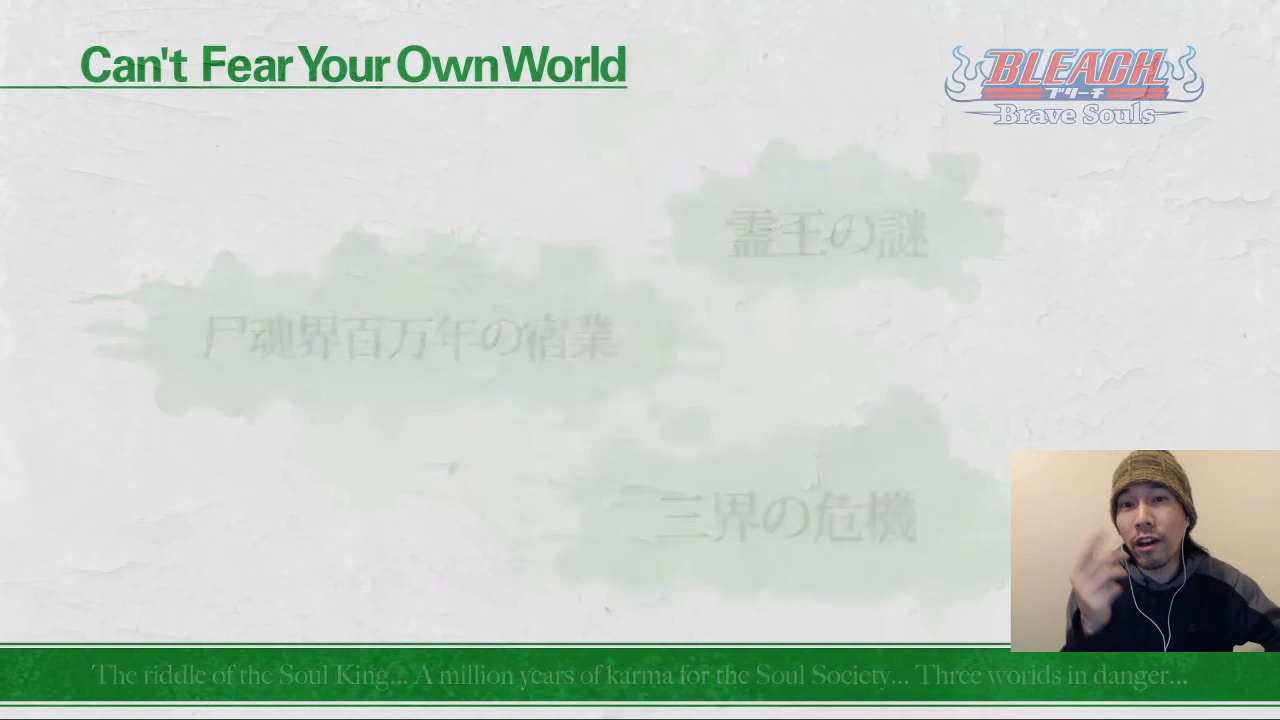 Can't Fear Your Own World
BLEACH
ブリーチ
Brave Souls
霊王の謎
尸魂界百万年の宿業
三界の危機
The riddle of the Soul King... A million years of karma for the Soul Society... Three worlds in danger...